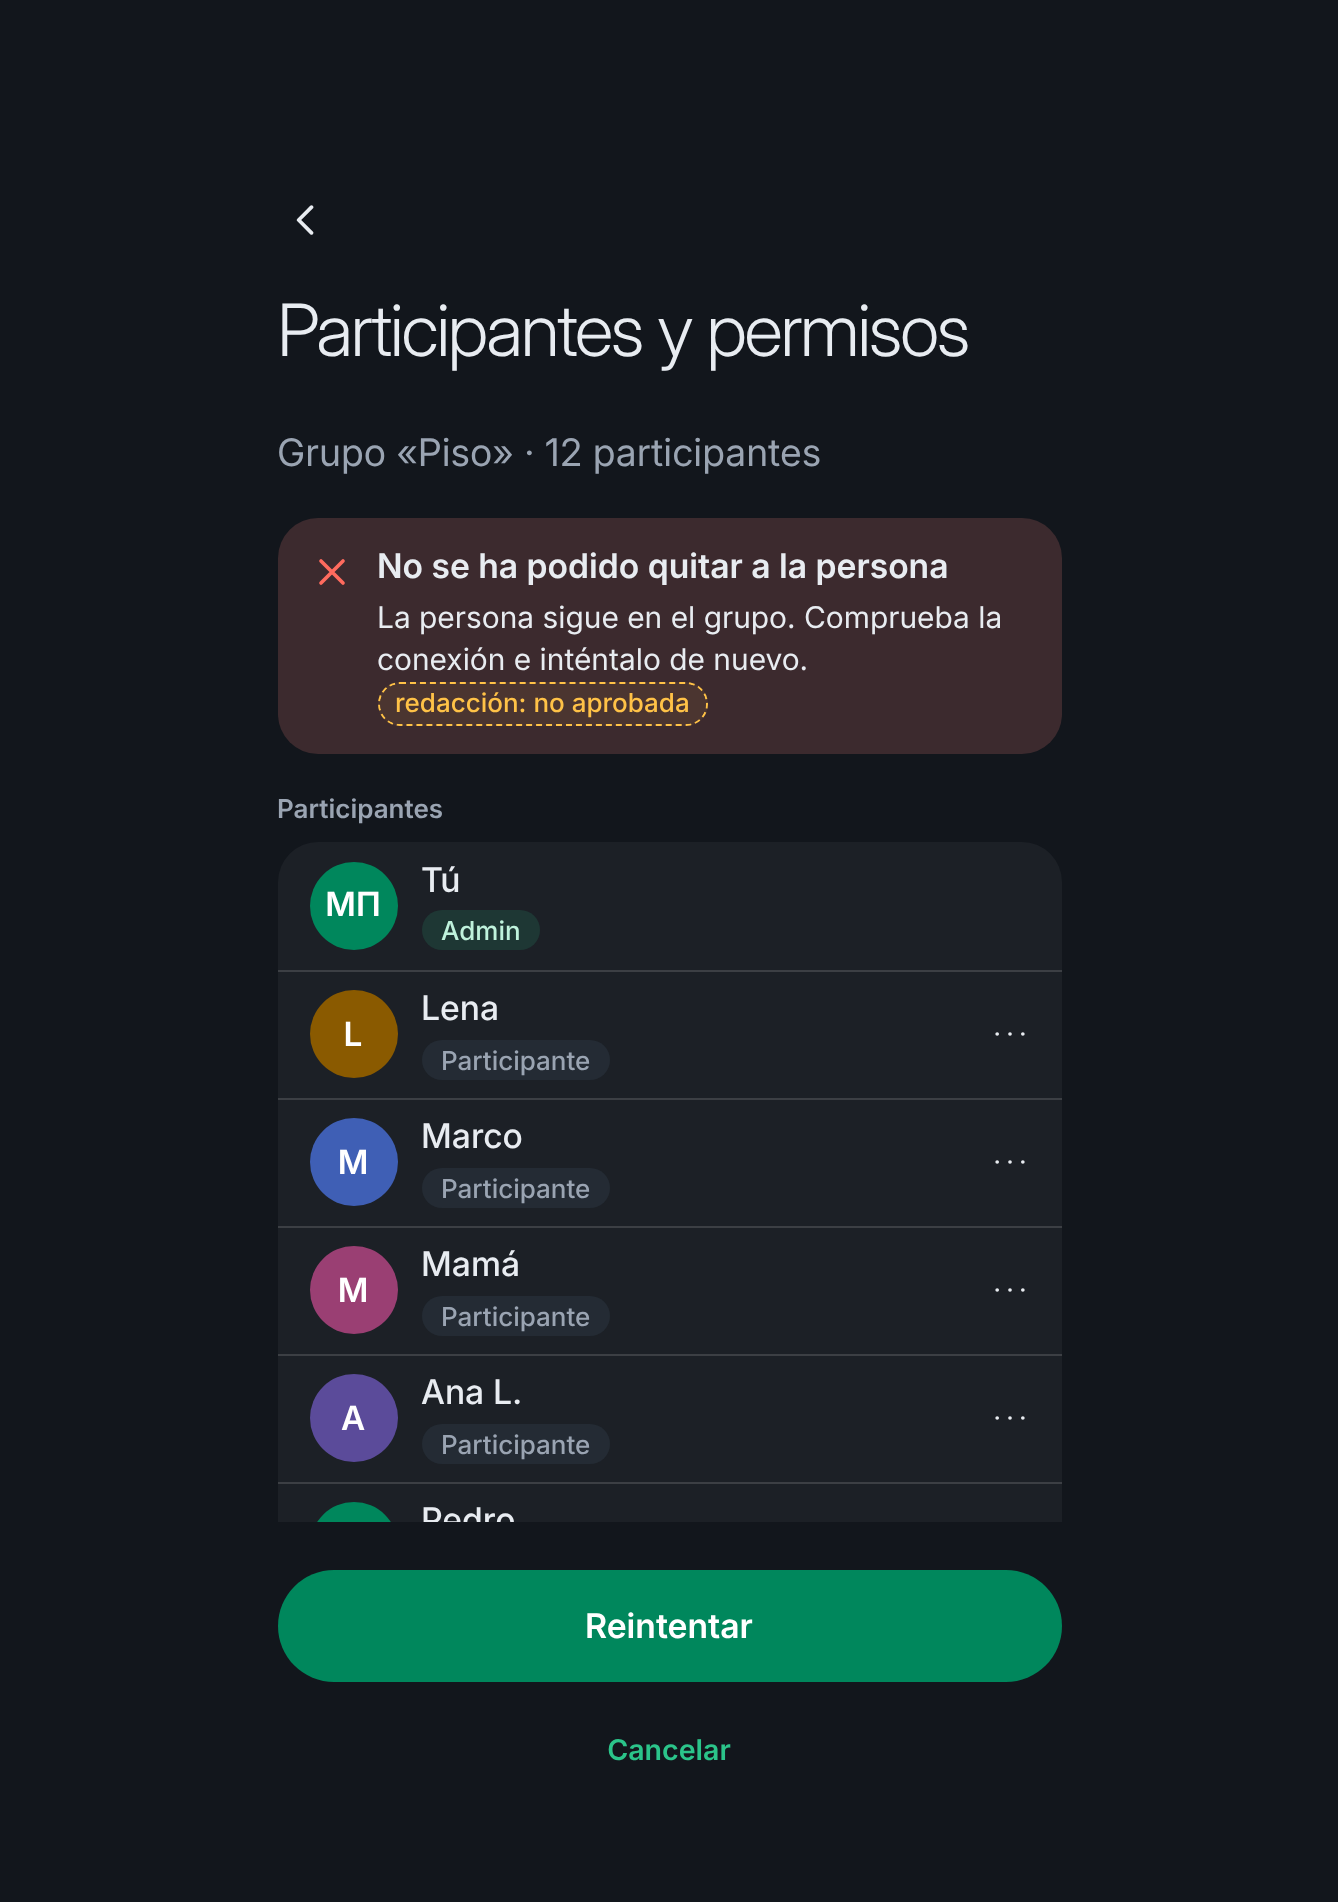 Participantes y permisos
Grupo «Piso» · 12 participantes
No se ha podido quitar a la persona
La persona sigue en el grupo. Comprueba la
conexión e inténtalo de nuevo.
redacción: no aprobada
Participantes
МП
Tú
Admin
L
Lena
Participante
...
M
Marco
Participante
...
M
Mamá
Participante
...
A
Ana L.
Participante
...
Pedro
Reintentar
Cancelar